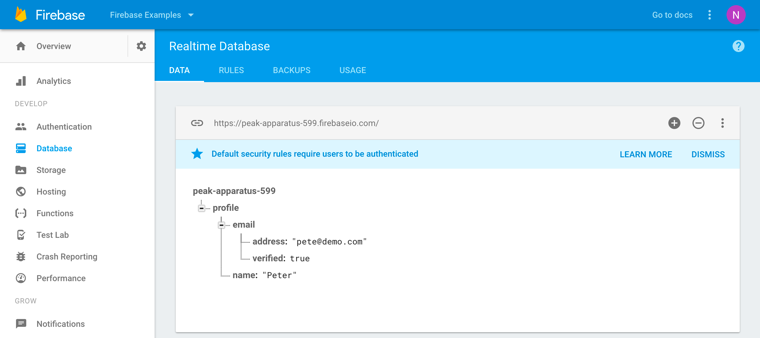 Firebase
Firebase Examples
Go to docs
N
Overview
Realtime Database
?
DATA
RULES
BACKUPS
USAGE
Analytics
DEVELOP
Authentication
Database
Storage
Hosting
Functions
Test Lab
Crash Reporting
Performance
GROW
Notifications
https://peak-apparatus-599.firebaseio.com/
Default security rules require users to be authenticated
LEARN MORE
DISMISS
peak-apparatus-599
profile
email
address: "pete@demo.com"
verified: true
name: "Peter"